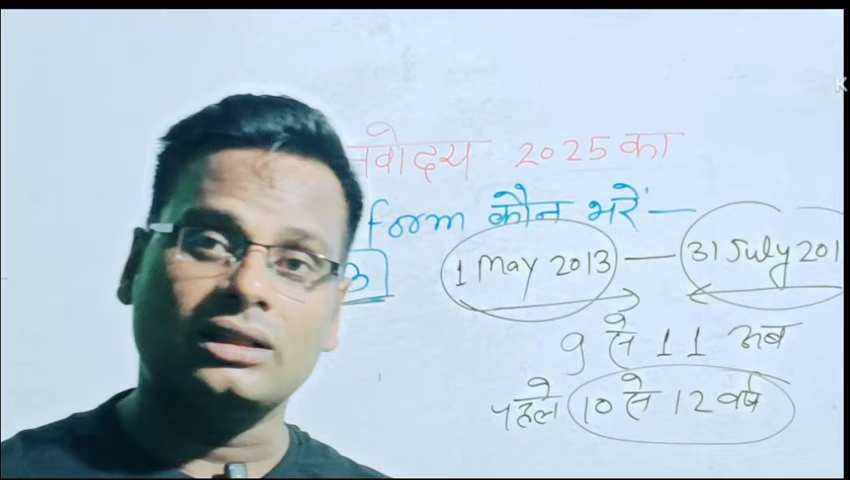 नवोदय 2025 का
form कौन भरें —
1 May 2013 — 31 July 201
9 से 11 अब
पहले 10 से 12 वर्ष
K